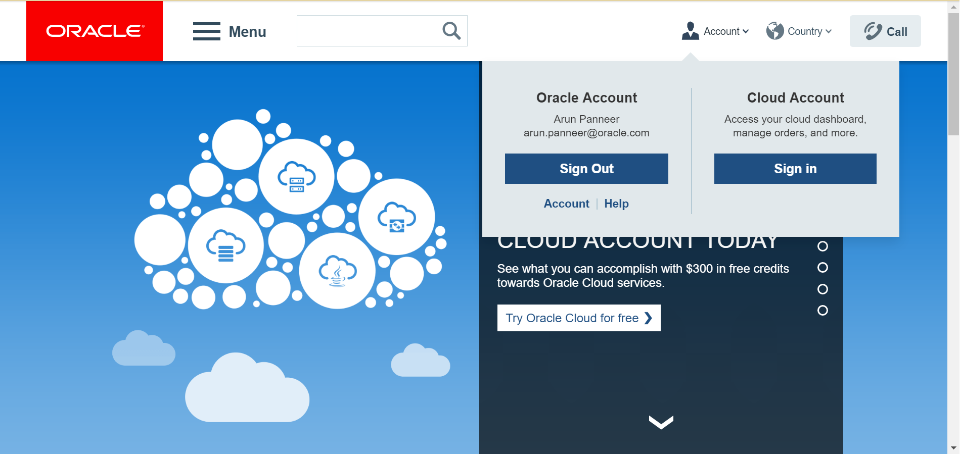 ORACLE
Menu
Account
Country
Call
Oracle Account
Arun Panneer
arun.panneer@oracle.com
Sign Out
Account | Help
Cloud Account
Access your cloud dashboard,
manage orders, and more.
Sign in
CLOUD ACCOUNT TODAY
See what you can accomplish with $300 in free credits
towards Oracle Cloud services.
Try Oracle Cloud for free